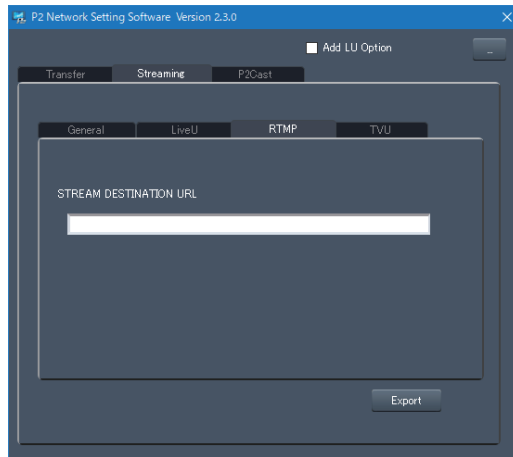 P2 Network Setting Software Version 2.3.0
Add LU Option
Transfer Streaming P2Cast
General LiveU RTMP TVU
STREAM DESTINATION URL
Export